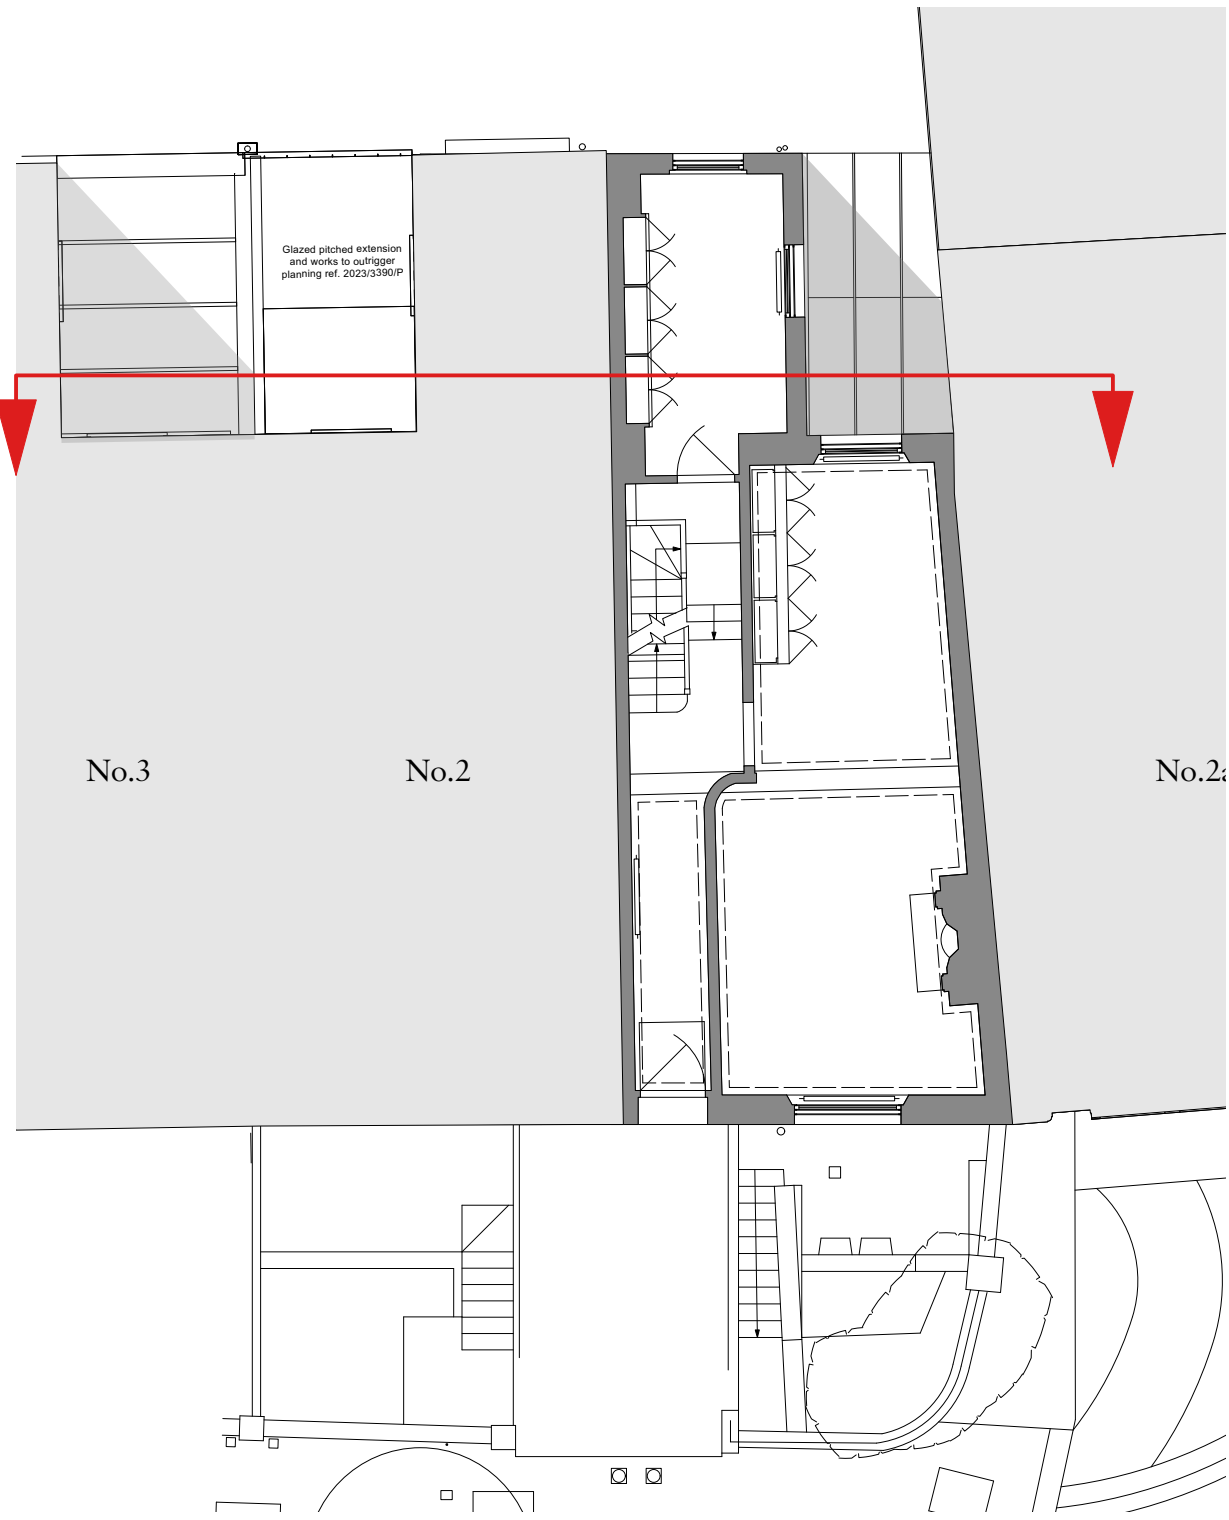 Glazed pitched extension
and works to outrigger
planning ref. 2023/3390/P
No.3
No.2
No.2a